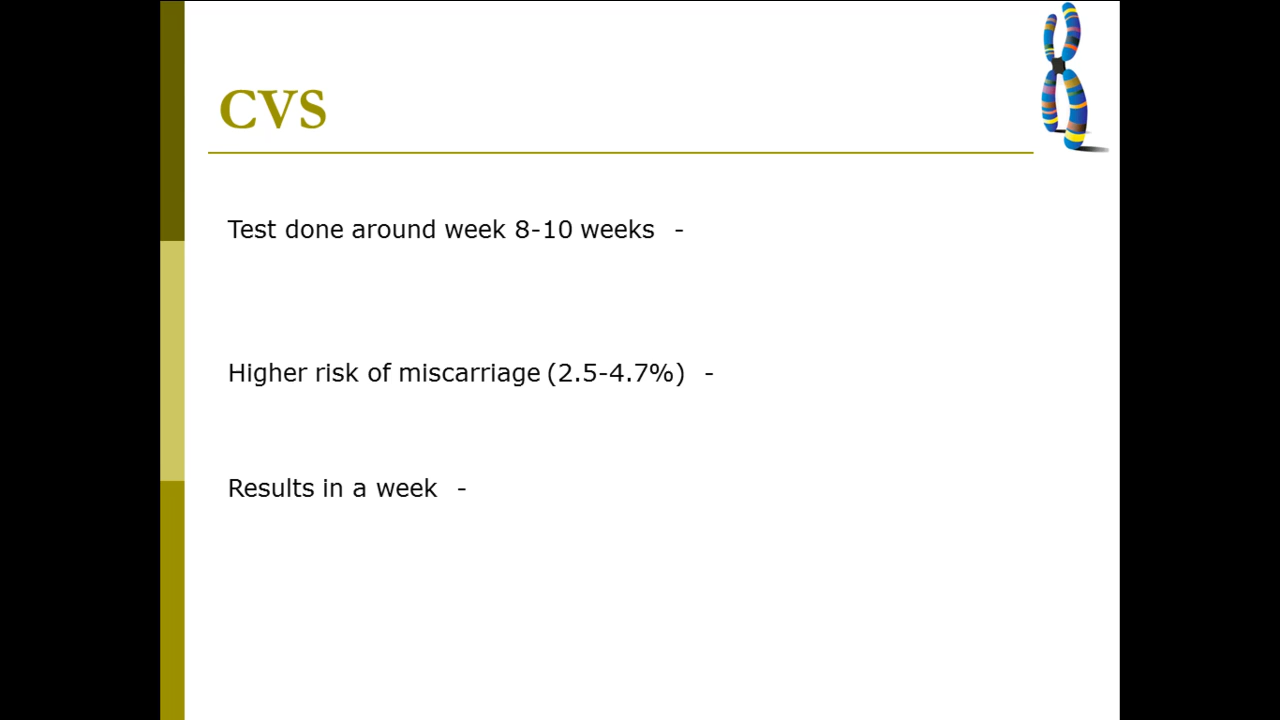 CVS
Test done around week 8-10 weeks -
Higher risk of miscarriage (2.5-4.7%) -
Results in a week -